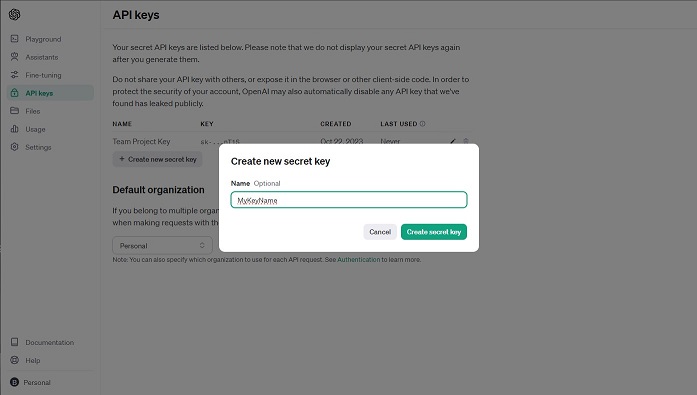 API keys
Playground
Assistants
Fine-tuning
API keys
Files
Usage
Settings
Your secret API keys are listed below. Please note that we do not display your secret API keys again
after you generate them.
Do not share your API key with others, or expose it in the browser or other client-side code. In order to
protect the security of your account, OpenAI may also automatically disable any API key that we've
found has leaked publicly.
NAME KEY CREATED LAST USED
Team Project Key Oct 22, 2023 Never
+ Create new secret key
Default organization
If you belong to multiple organ
when making requests with th
Personal
Note: You can also specify which organization to use for each API request. See Authentication to learn more.
Create new secret key
Name Optional
MyKeyName
Cancel
Create secret key
Documentation
Help
Personal